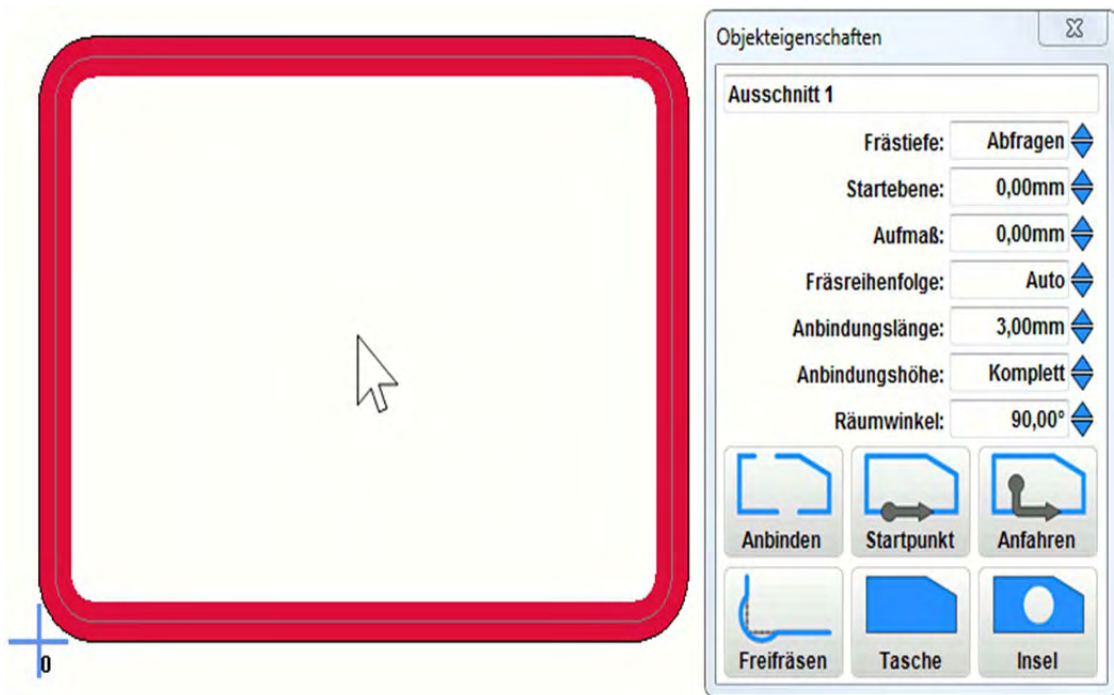 Objekteigenschaften
Ausschnitt 1
Frästiefe: Abfragen
Startebene: 0,00mm
Aufmaß: 0,00mm
Fräsreihenfolge: Auto
Anbindungslänge: 3,00mm
Anbindungshöhe: Komplett
Räumwinkel: 90,00°
Anbinden Startpunkt Anfahren
Freifräsen Tasche Insel
0